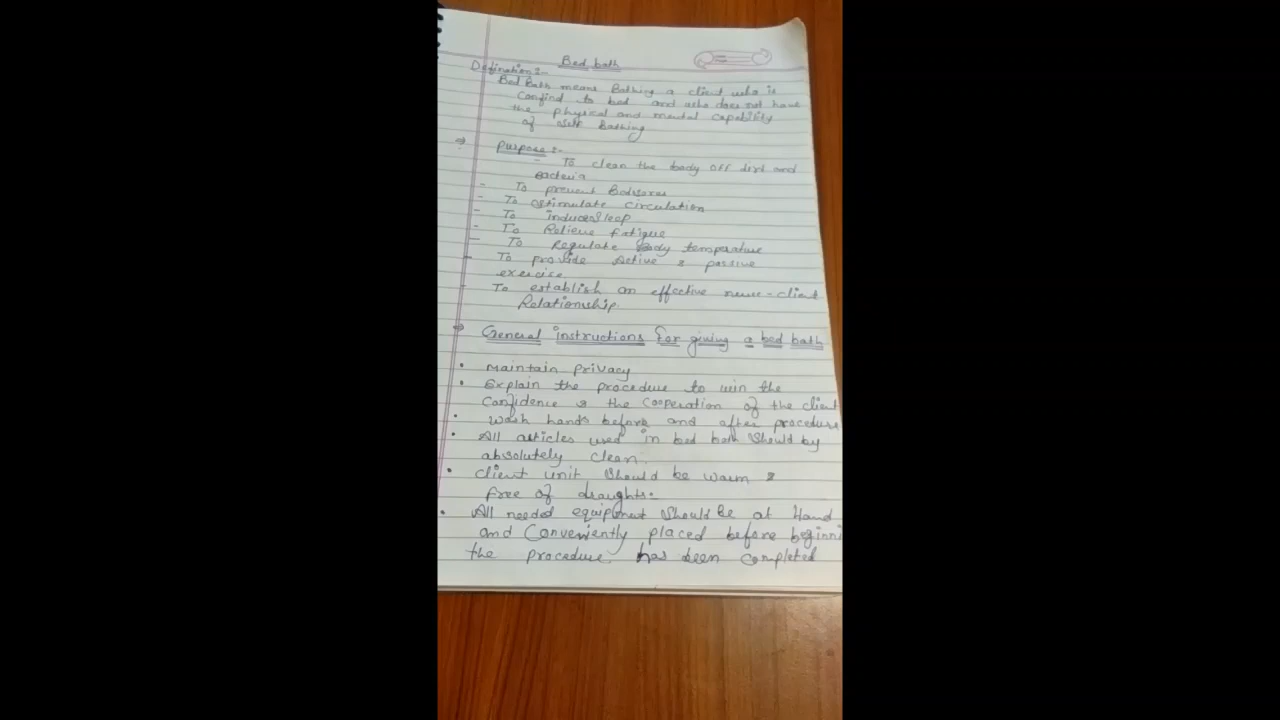 Bed bath
Defination :-
Bed Bath means Bathing a client who is
confind to bed and who does not have
the physical and mental capability
of self Bathing
⇒ Purpose :-
- To clean the body off dirt and
Bacteria
- To prevent Bedsores
- To stimulate circulation
- To induce sleep
- To Relieve fatigue
- To Regulate Body temperature
- To provide Active & passive
exercise
- To establish an effective nurse-client
Relationship.
⇒ General instructions for giving a bed bath
• Maintain privacy
• Explain the procedure to win the
Confidence & the cooperation of the client
• Wash hands before and after procedure
• All articles used in bed bath should by
absolutely clean.
• Client unit should be warm &
free of draughts.
• All needed equipment should be at Hand
and Conveniently placed before beginni
the procedure has been completed